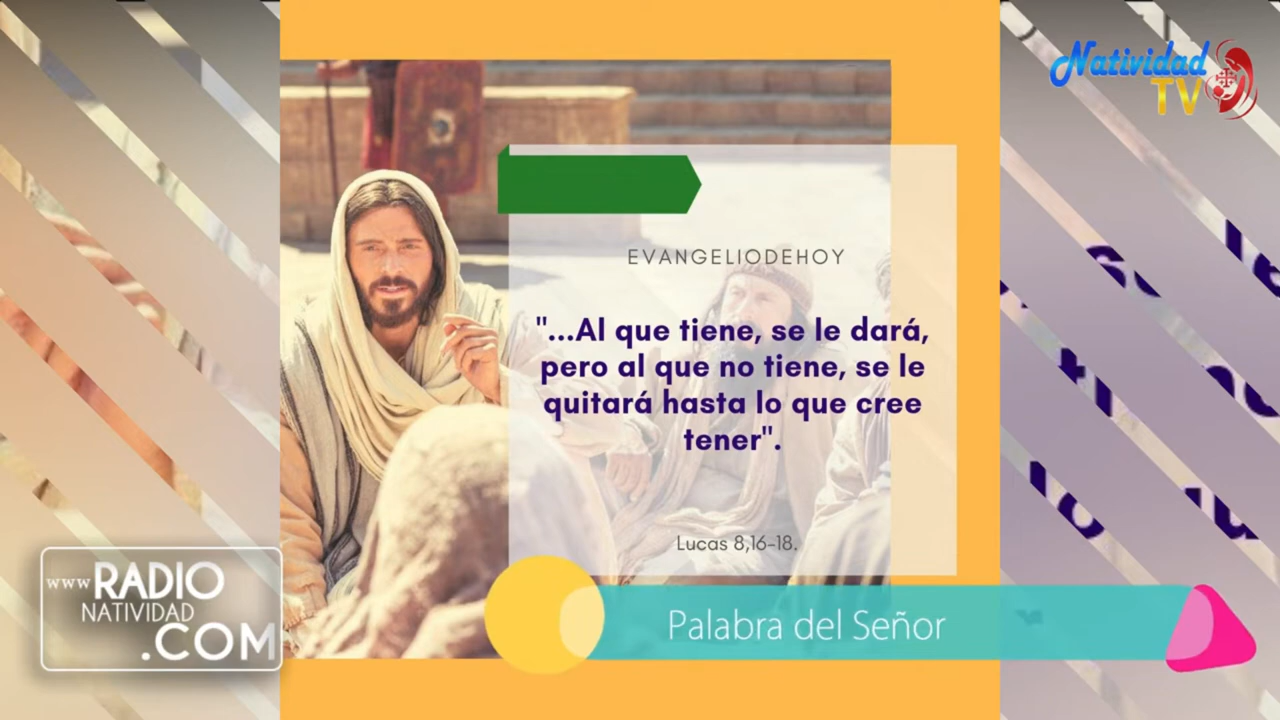 Natividad
TV
EVANGELIODEHOY
"...Al que tiene, se le dará,
pero al que no tiene, se le
quitará hasta lo que cree
tener".
Lucas 8,16-18.
Palabra del Señor
www RADIO
NATIVIDAD
.COM